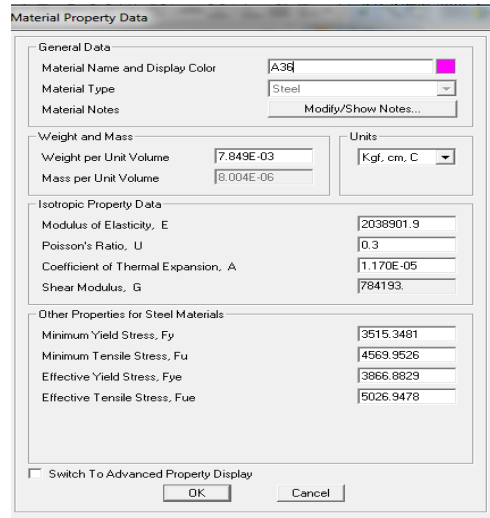 Material Property Data
General Data
Material Name and Display Color A36
Material Type Steel
Material Notes Modify/Show Notes...
Weight and Mass
Weight per Unit Volume 7.849E-03
Mass per Unit Volume 8.004E-06
Units
Kgf, cm, C
Isotropic Property Data
Modulus of Elasticity, E 2038901.9
Poisson's Ratio, U 0.3
Coefficient of Thermal Expansion, A 1.170E-05
Shear Modulus, G 784193.
Other Properties for Steel Materials
Minimum Yield Stress, Fy 3515.3481
Minimum Tensile Stress, Fu 4569.9526
Effective Yield Stress, Fye 3866.8829
Effective Tensile Stress, Fue 5026.9478
Switch To Advanced Property Display
OK Cancel